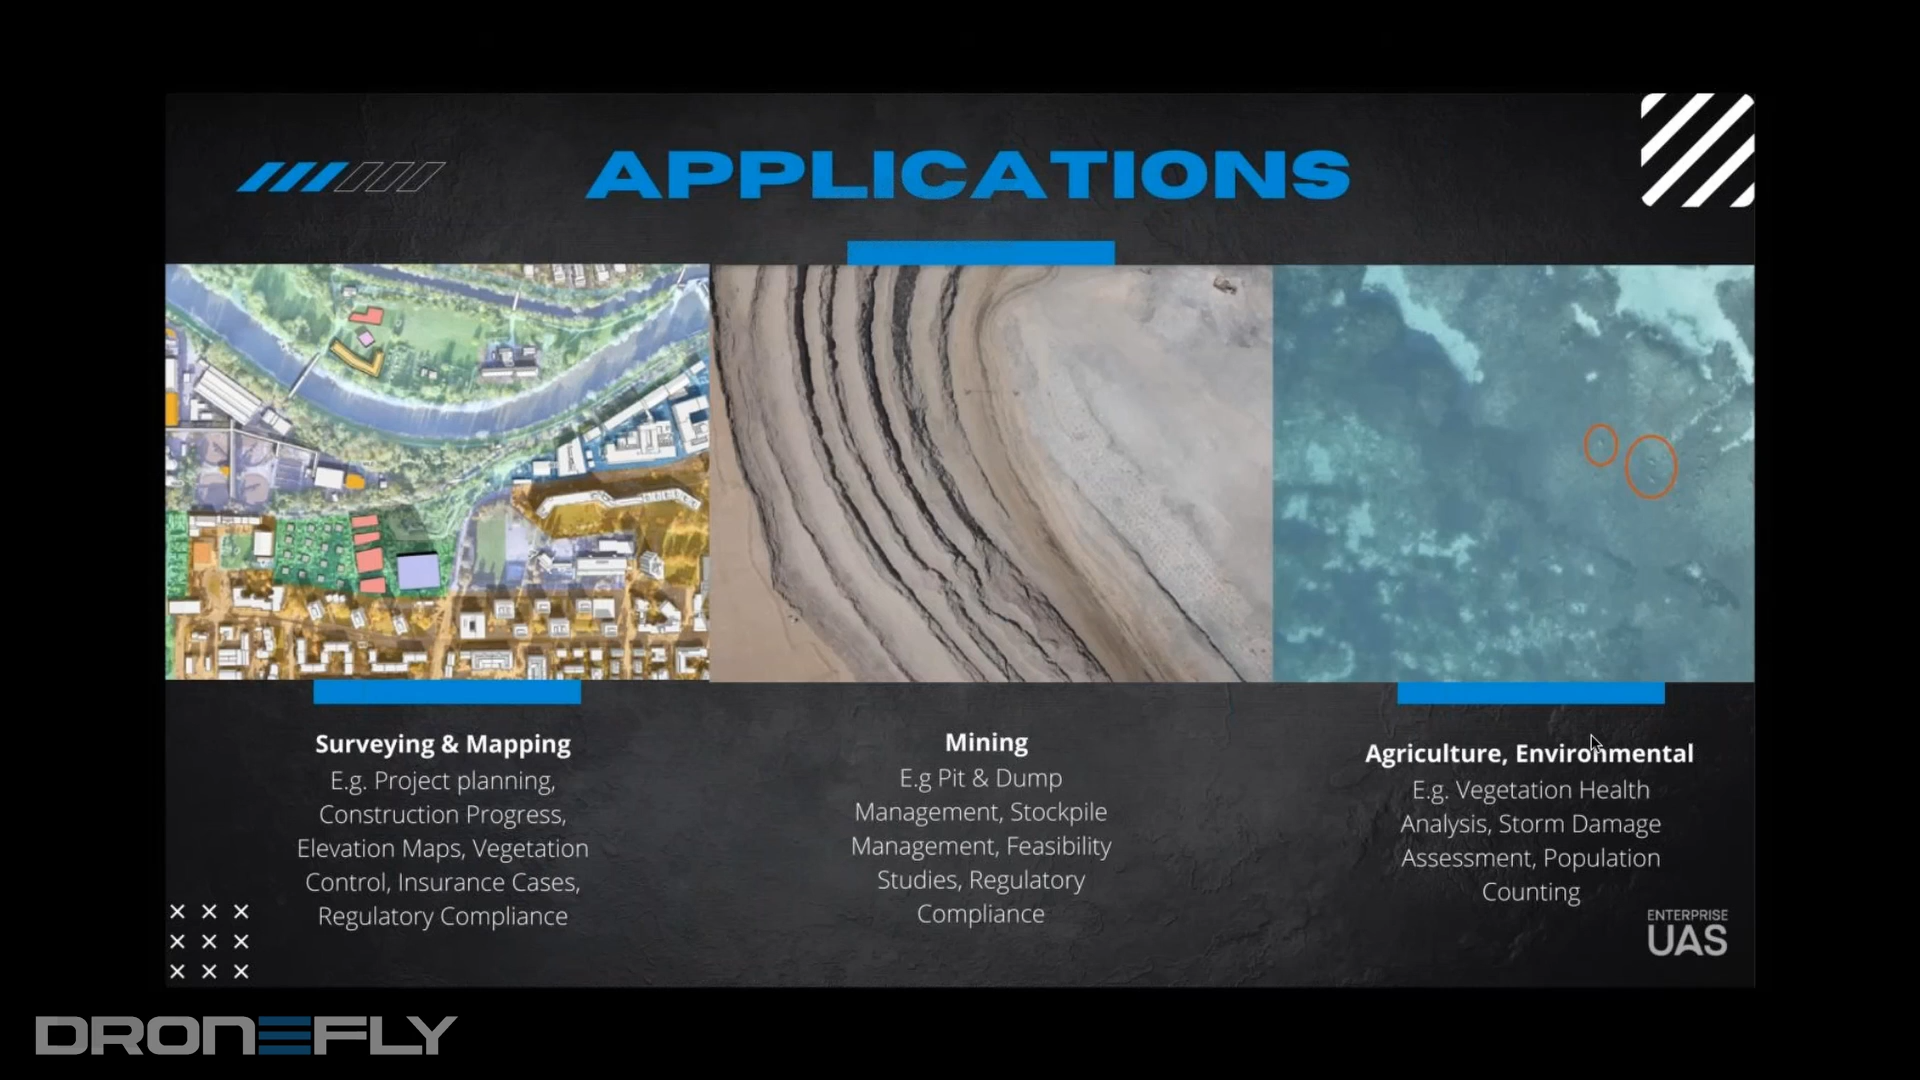 APPLICATIONS
Surveying & Mapping
E.g. Project planning,
Construction Progress,
Elevation Maps, Vegetation
Control, Insurance Cases,
Regulatory Compliance
Mining
E.g Pit & Dump
Management, Stockpile
Management, Feasibility
Studies, Regulatory
Compliance
Agriculture, Environmental
E.g. Vegetation Health
Analysis, Storm Damage
Assessment, Population
Counting
ENTERPRISE
UAS
DRONEFLY